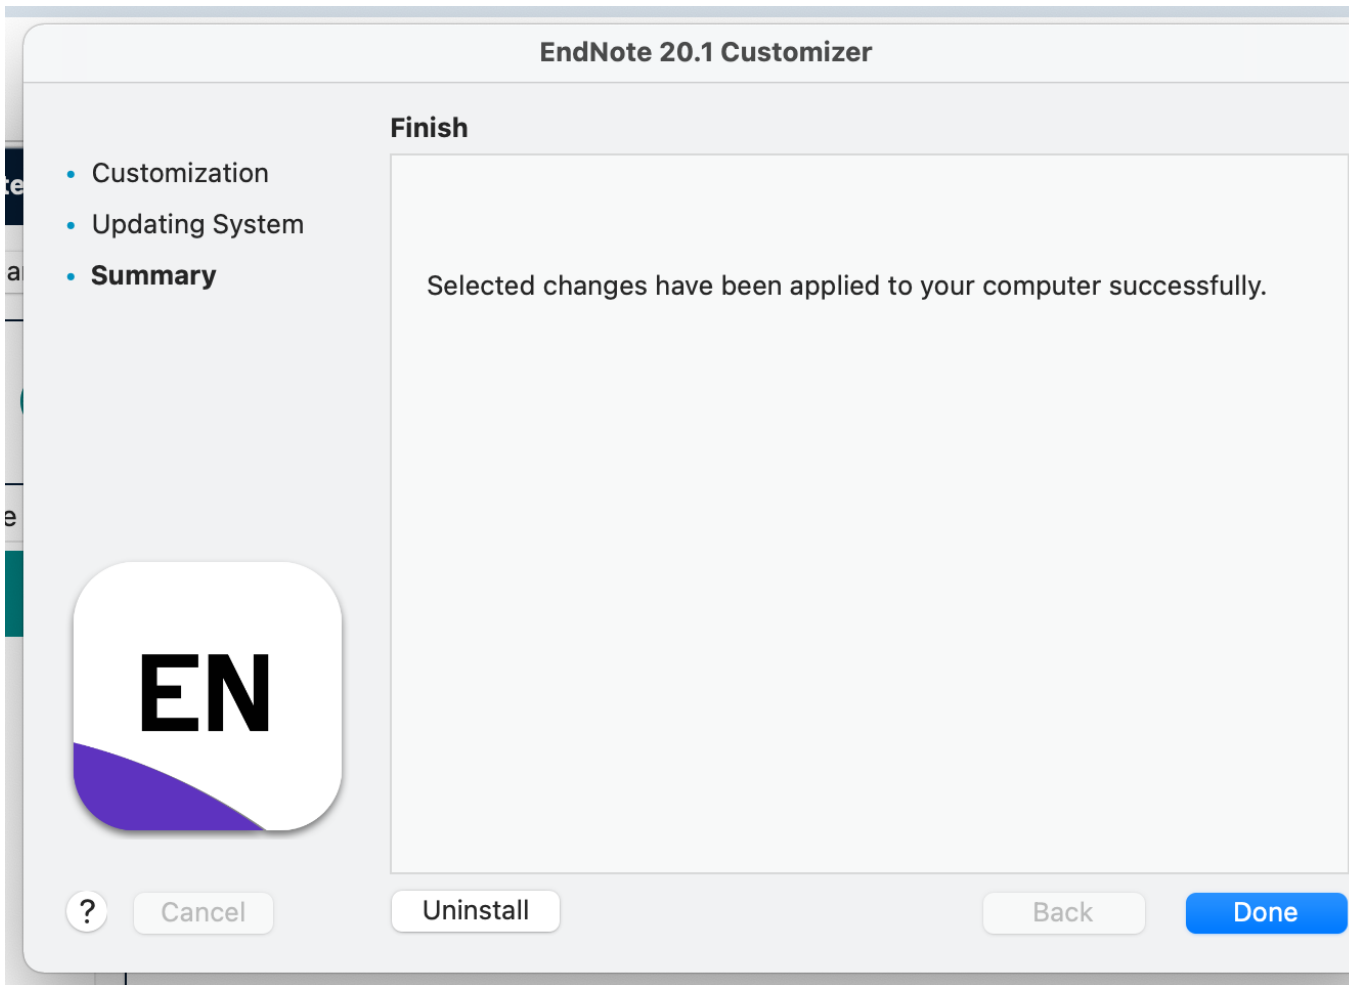 EndNote 20.1 Customizer
Finish
Customization
Updating System
Summary
Selected changes have been applied to your computer successfully.
EN
?
Cancel
Uninstall
Back
Done